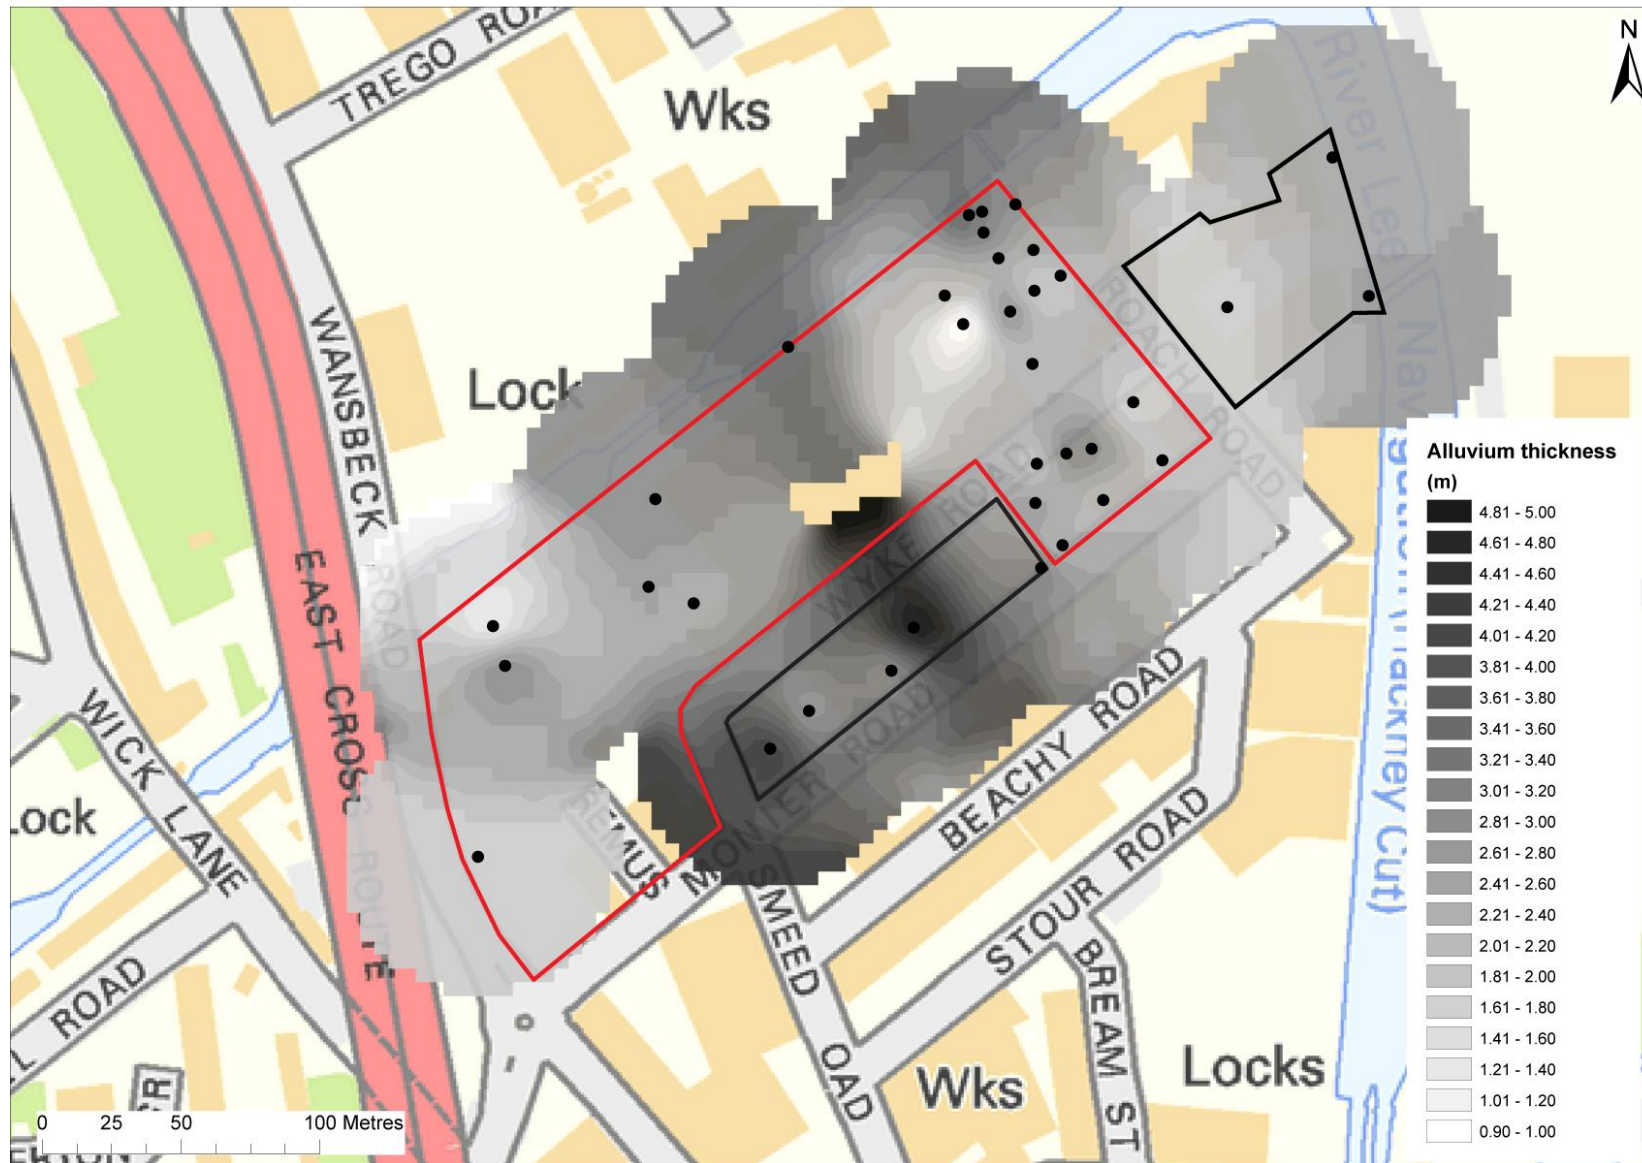 N
TREGO
Wks
River Lee Navigation (Hackney Cut)
Lock
WANSBECK ROAD
ROACH ROAD
WYKE ROAD
EAST CROSS ROUTE
WICK LANE
Lock
REMUS
MONIER ROAD
BEACHY ROAD
STOUR ROAD
SMEED
OAD
BREAM ST
ROAD
Wks
Locks
Alluvium thickness
(m)
4.81 - 5.00
4.61 - 4.80
4.41 - 4.60
4.21 - 4.40
4.01 - 4.20
3.81 - 4.00
3.61 - 3.80
3.41 - 3.60
3.21 - 3.40
3.01 - 3.20
2.81 - 3.00
2.61 - 2.80
2.41 - 2.60
2.21 - 2.40
2.01 - 2.20
1.81 - 2.00
1.61 - 1.80
1.41 - 1.60
1.21 - 1.40
1.01 - 1.20
0.90 - 1.00
0 25 50 100 Metres